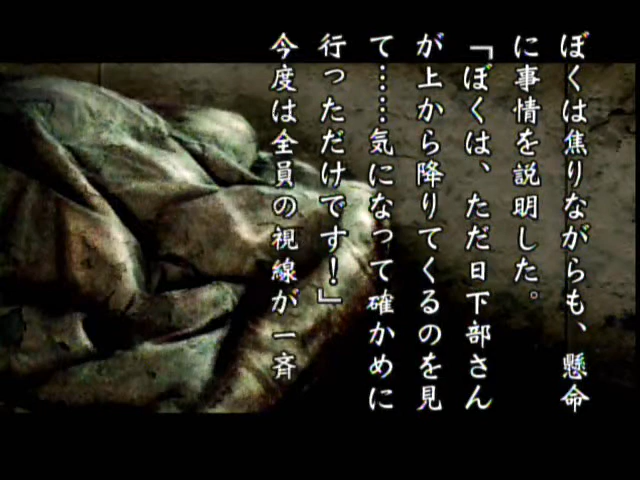 ぼくは焦りながらも、懸命
に事情を説明した。
「ぼくは、ただ日下部さん
が上から降りてくるのを見
て……気になって確かめに
行っただけです！」
今度は全員の視線が一斉